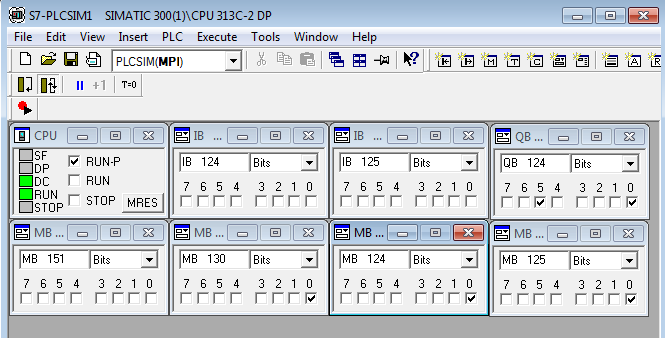 S7-PLCSIM1    SIMATIC 300(1)\CPU 313C-2 DP
File Edit View Insert PLC Execute Tools Window Help
PLCSIM(MPI)
+1 T=0
CPU
SF
DP
DC
RUN
STOP
RUN-P
RUN
STOP
MRES
IB ...
IB 124 Bits
7 6 5 4 3 2 1 0
IB ...
IB 125 Bits
7 6 5 4 3 2 1 0
QB ...
QB 124 Bits
7 6 5 4 3 2 1 0
MB ...
MB 151 Bits
7 6 5 4 3 2 1 0
MB ...
MB 130 Bits
7 6 5 4 3 2 1 0
MB ...
MB 124 Bits
7 6 5 4 3 2 1 0
MB ...
MB 125 Bits
7 6 5 4 3 2 1 0